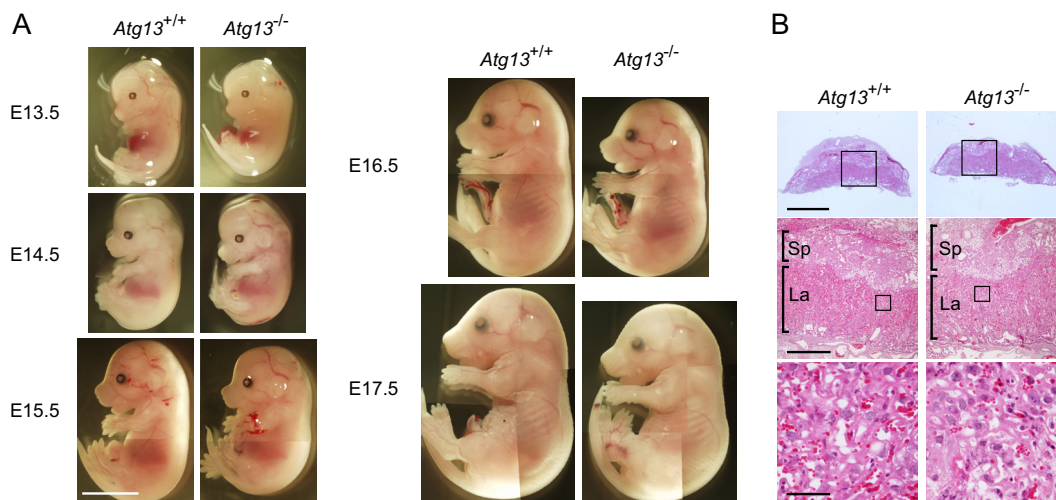 A
Atg13+/+ Atg13-/-
E13.5
E14.5
E15.5
Atg13+/+ Atg13-/-
E16.5
E17.5
B
Atg13+/+ Atg13-/-
Sp
La
Sp
La